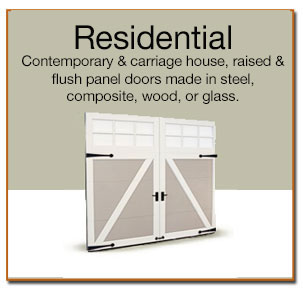 Residential
Contemporary & carriage house, raised &
flush panel doors made in steel,
composite, wood, or glass.